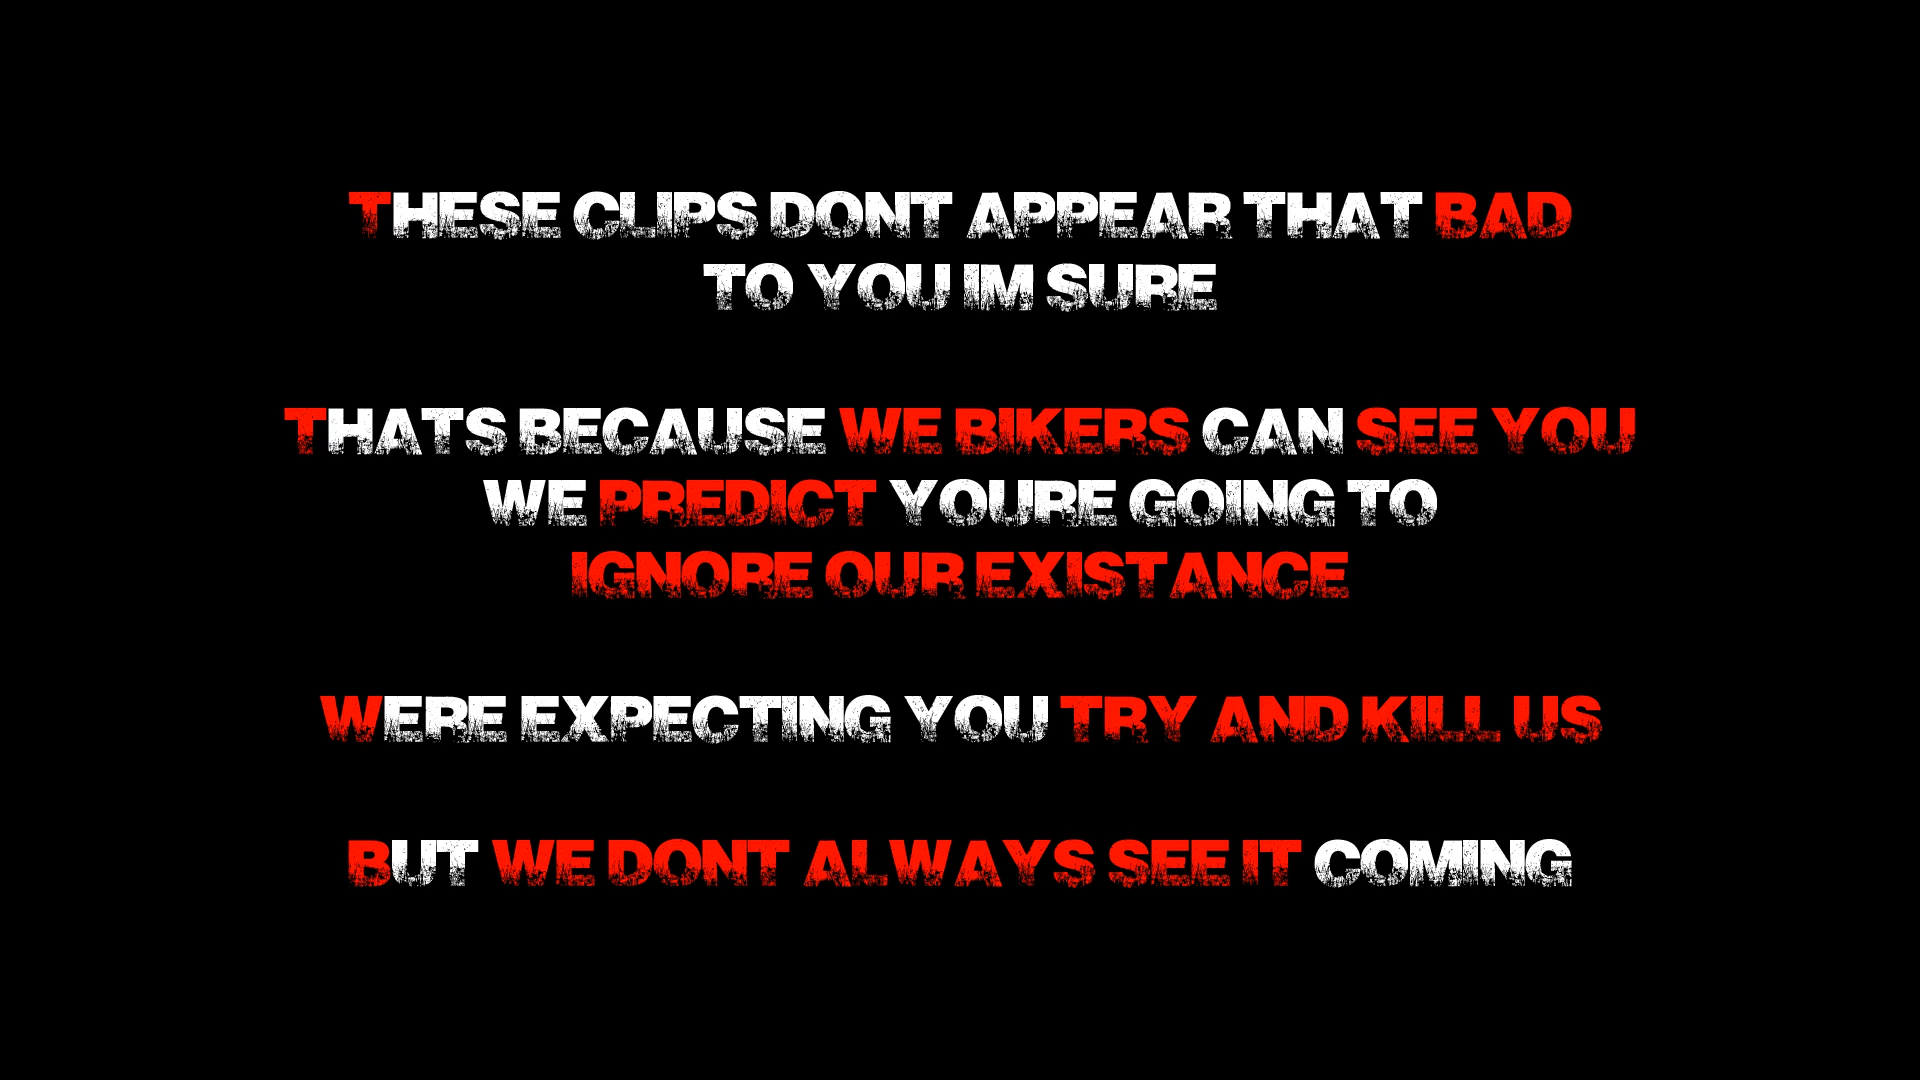 THESE CLIPS DONT APPEAR THAT BAD
TO YOU IM SURE
THATS BECAUSE WE BIKERS CAN SEE YOU
WE PREDICT YOURE GOING TO
IGNORE OUR EXISTANCE
WERE EXPECTING YOU TRY AND KILL US
BUT WE DONT ALWAYS SEE IT COMING